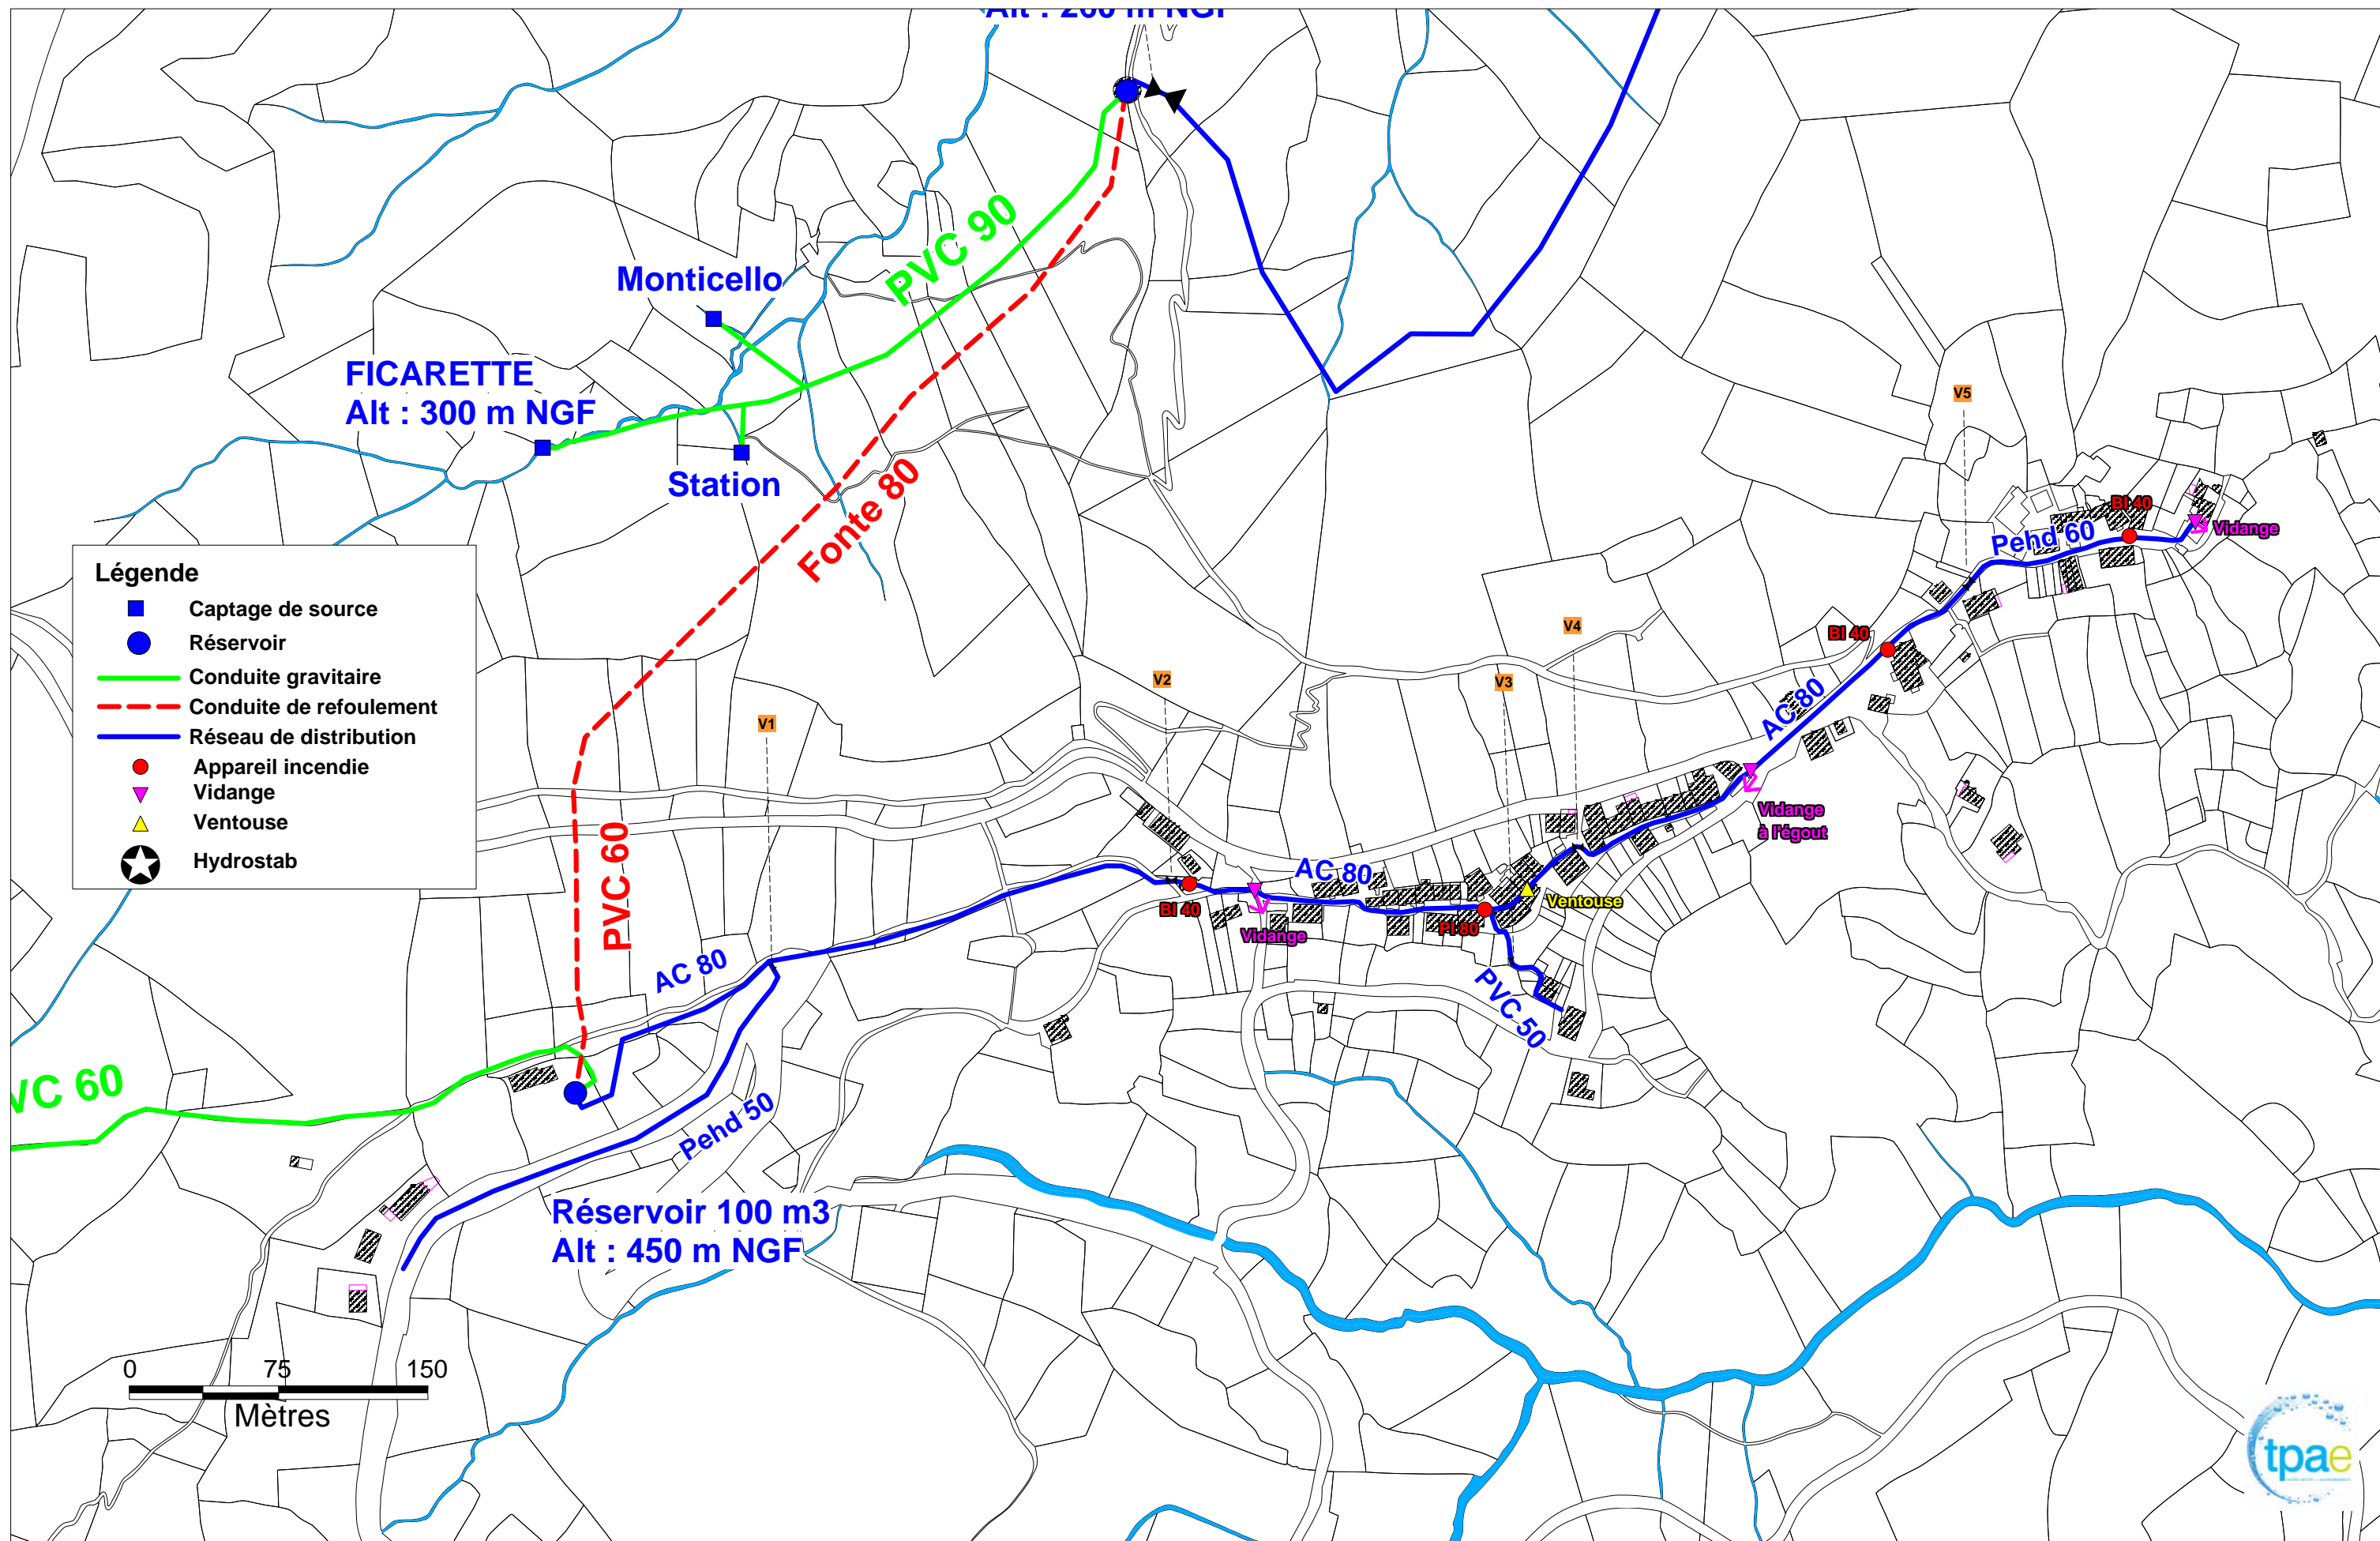 Alt : 260 m NGF
PVC 90
Monticello
FICARETTE
Alt : 300 m NGF
Station
Fonte 80
V5
BI 40
Vidange
Pehd 60
Légende
Captage de source
Réservoir
Conduite gravitaire
Conduite de refoulement
Réseau de distribution
Appareil incendie
Vidange
Ventouse
Hydrostab
V4
BI 40
V2
V3
V1
AC 80
Vidange
à l'égout
PVC 60
AC 80
BI 40
Vidange
PI 80
Ventouse
AC 80
PVC 50
VC 60
Pehd 50
Réservoir 100 m3
Alt : 450 m NGF
0 75 150
Mètres
tpae